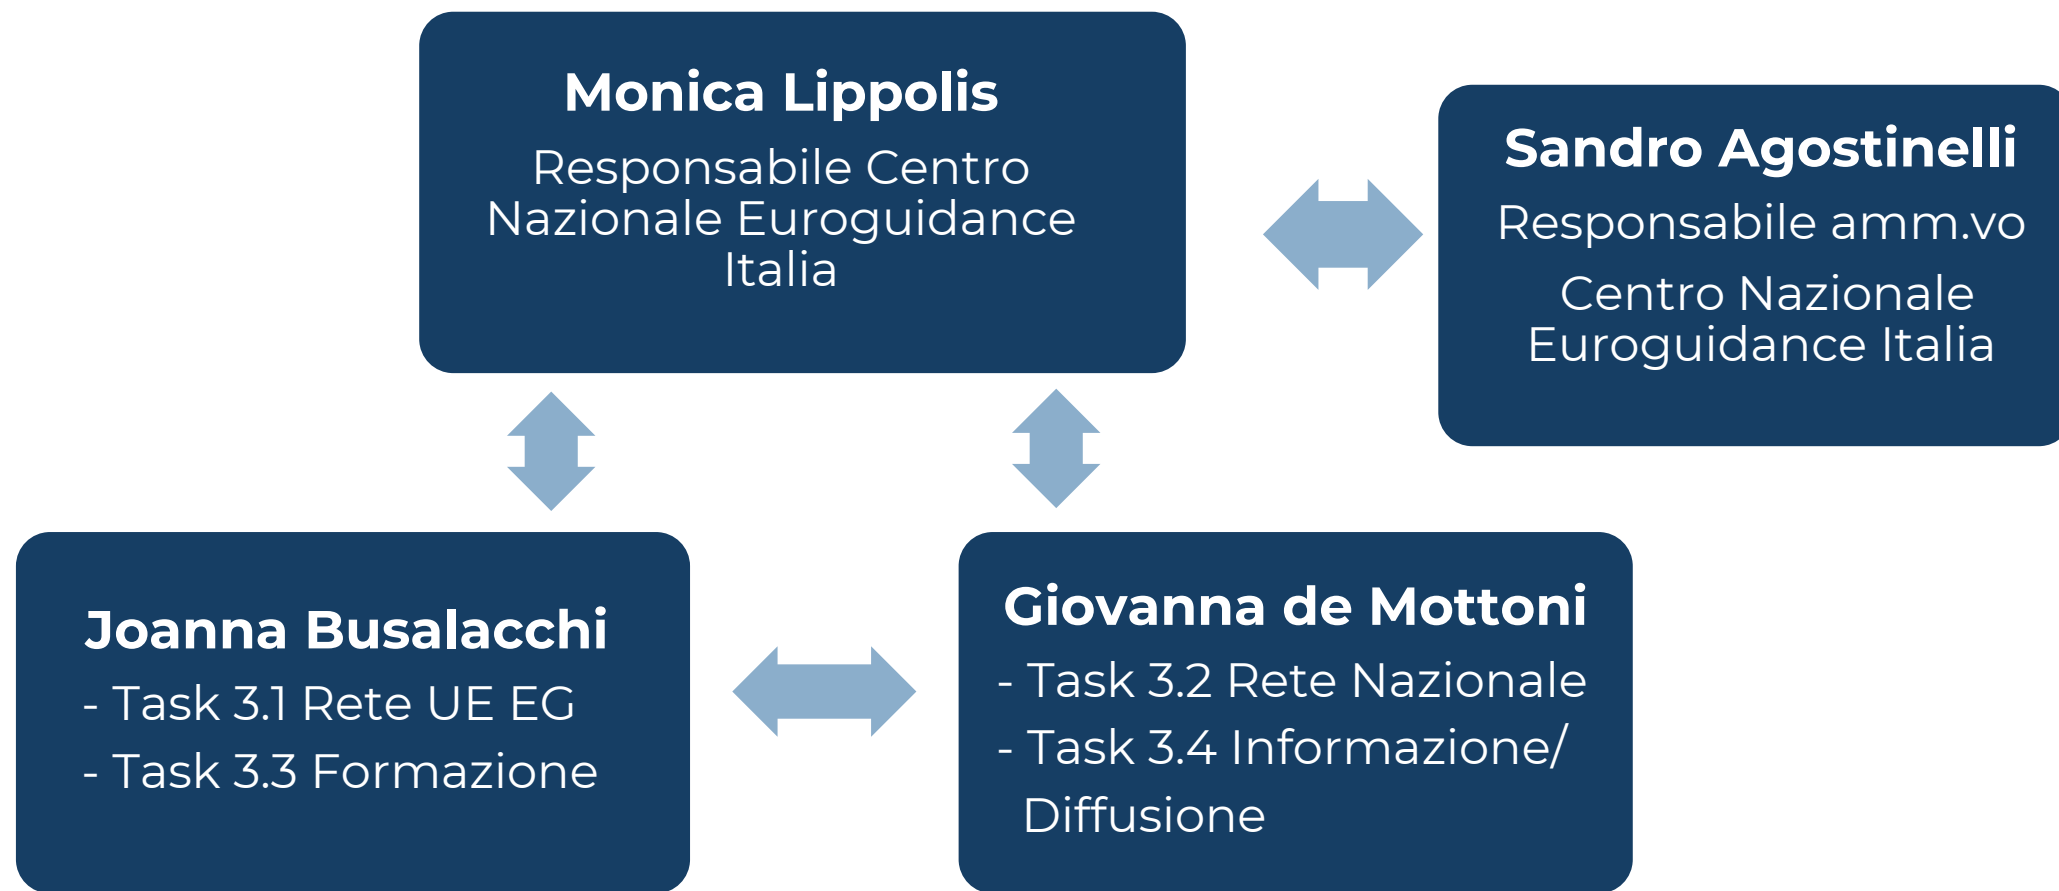 Monica Lippolis
Responsabile Centro
Nazionale Euroguidance
Italia
Sandro Agostinelli
Responsabile amm.vo
Centro Nazionale
Euroguidance Italia
Joanna Busalacchi
- Task 3.1 Rete UE EG
- Task 3.3 Formazione
Giovanna de Mottoni
- Task 3.2 Rete Nazionale
- Task 3.4 Informazione/
Diffusione